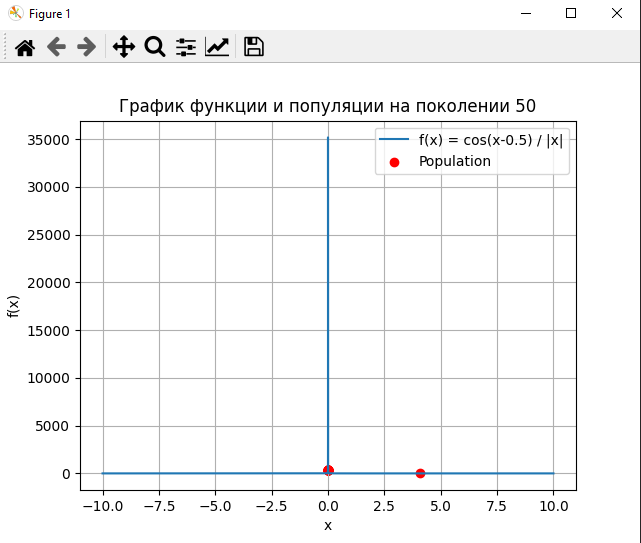 Figure 1
График функции и популяции на поколении 50
f(x) = cos(x-0.5) / |x|
Population
35000
30000
25000
20000
15000
10000
5000
0
f(x)
−10.0 −7.5 −5.0 −2.5 0.0 2.5 5.0 7.5 10.0
x